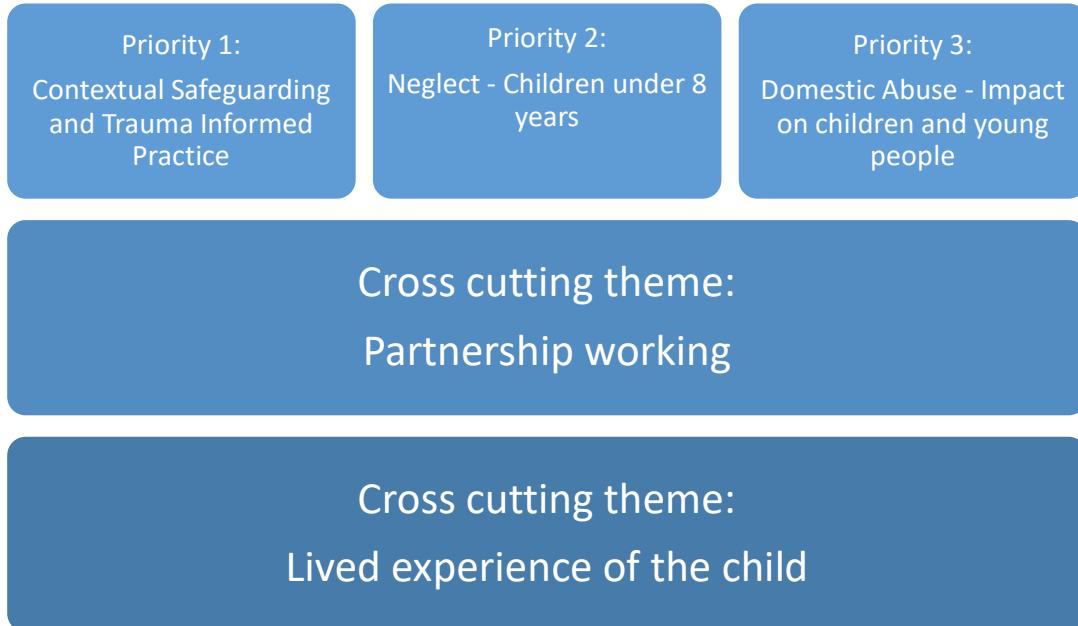 Priority 1:
Contextual Safeguarding
and Trauma Informed
Practice
Priority 2:
Neglect - Children under 8
years
Priority 3:
Domestic Abuse - Impact
on children and young
people
Cross cutting theme:
Partnership working
Cross cutting theme:
Lived experience of the child